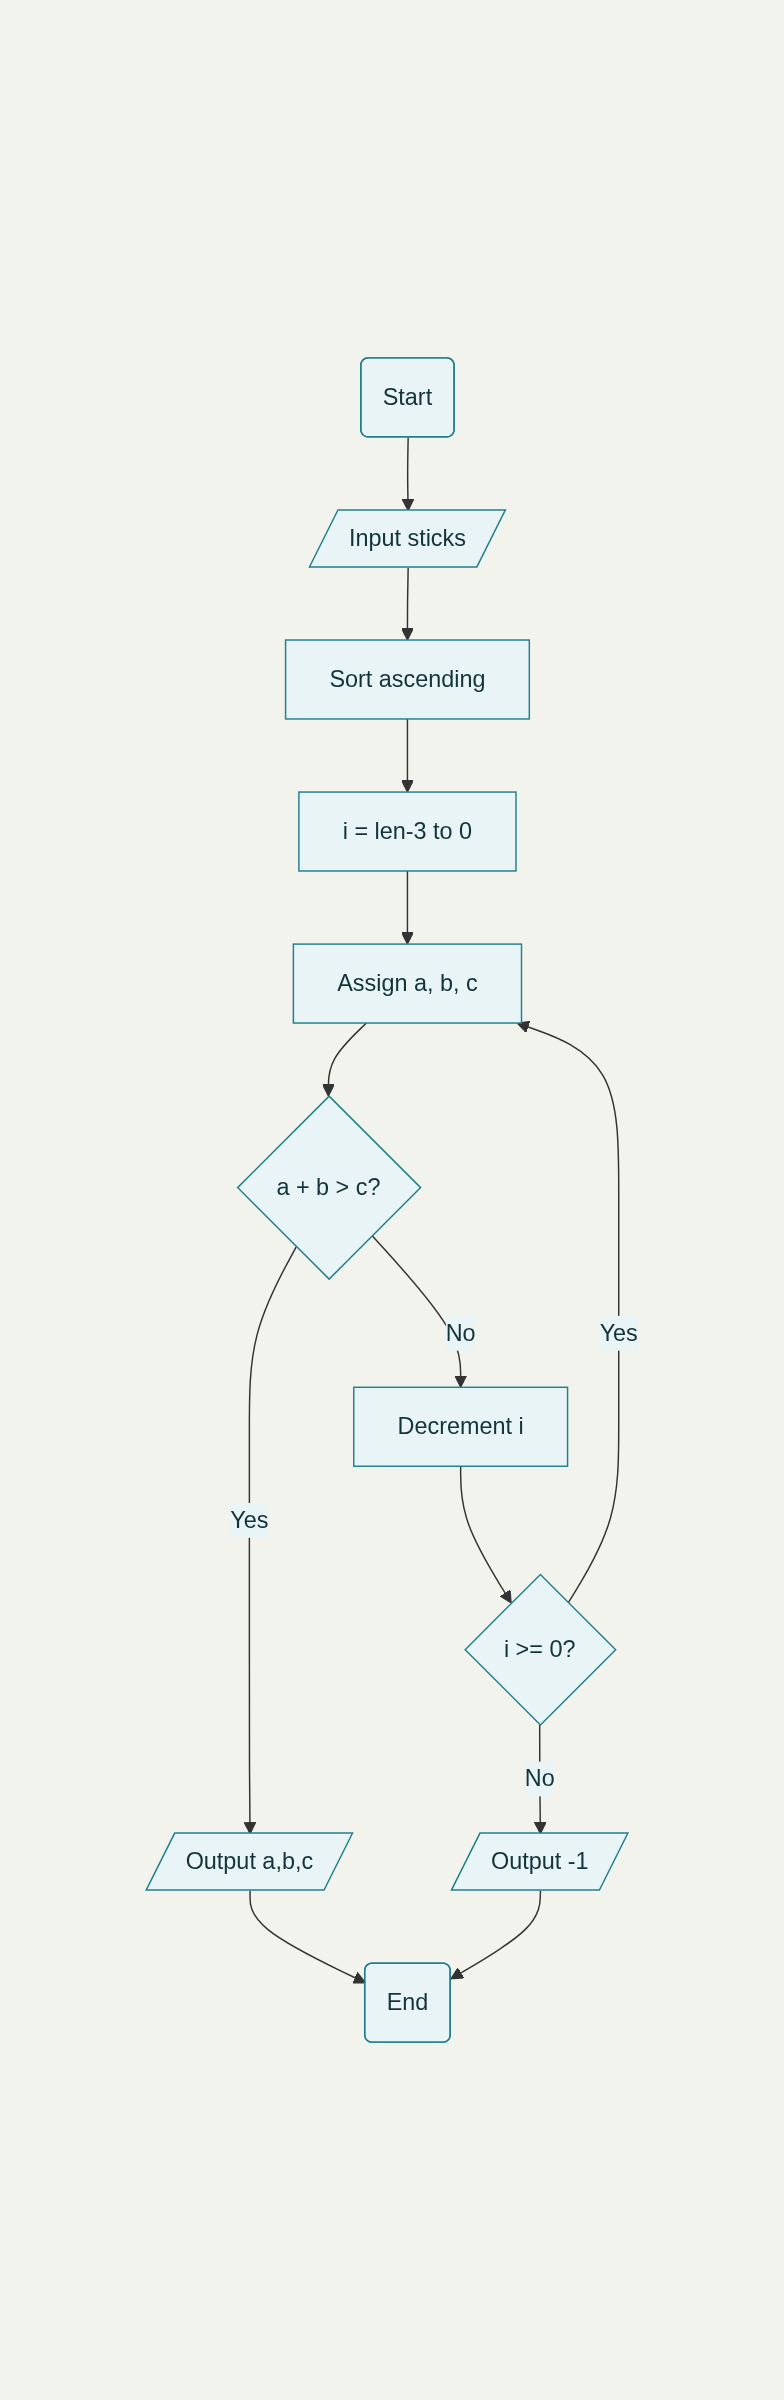 Start
Input sticks
Sort ascending
i = len-3 to 0
Assign a, b, c
a + b > c?
No
Yes
Decrement i
Yes
i >= 0?
No
Output a,b,c
Output -1
End